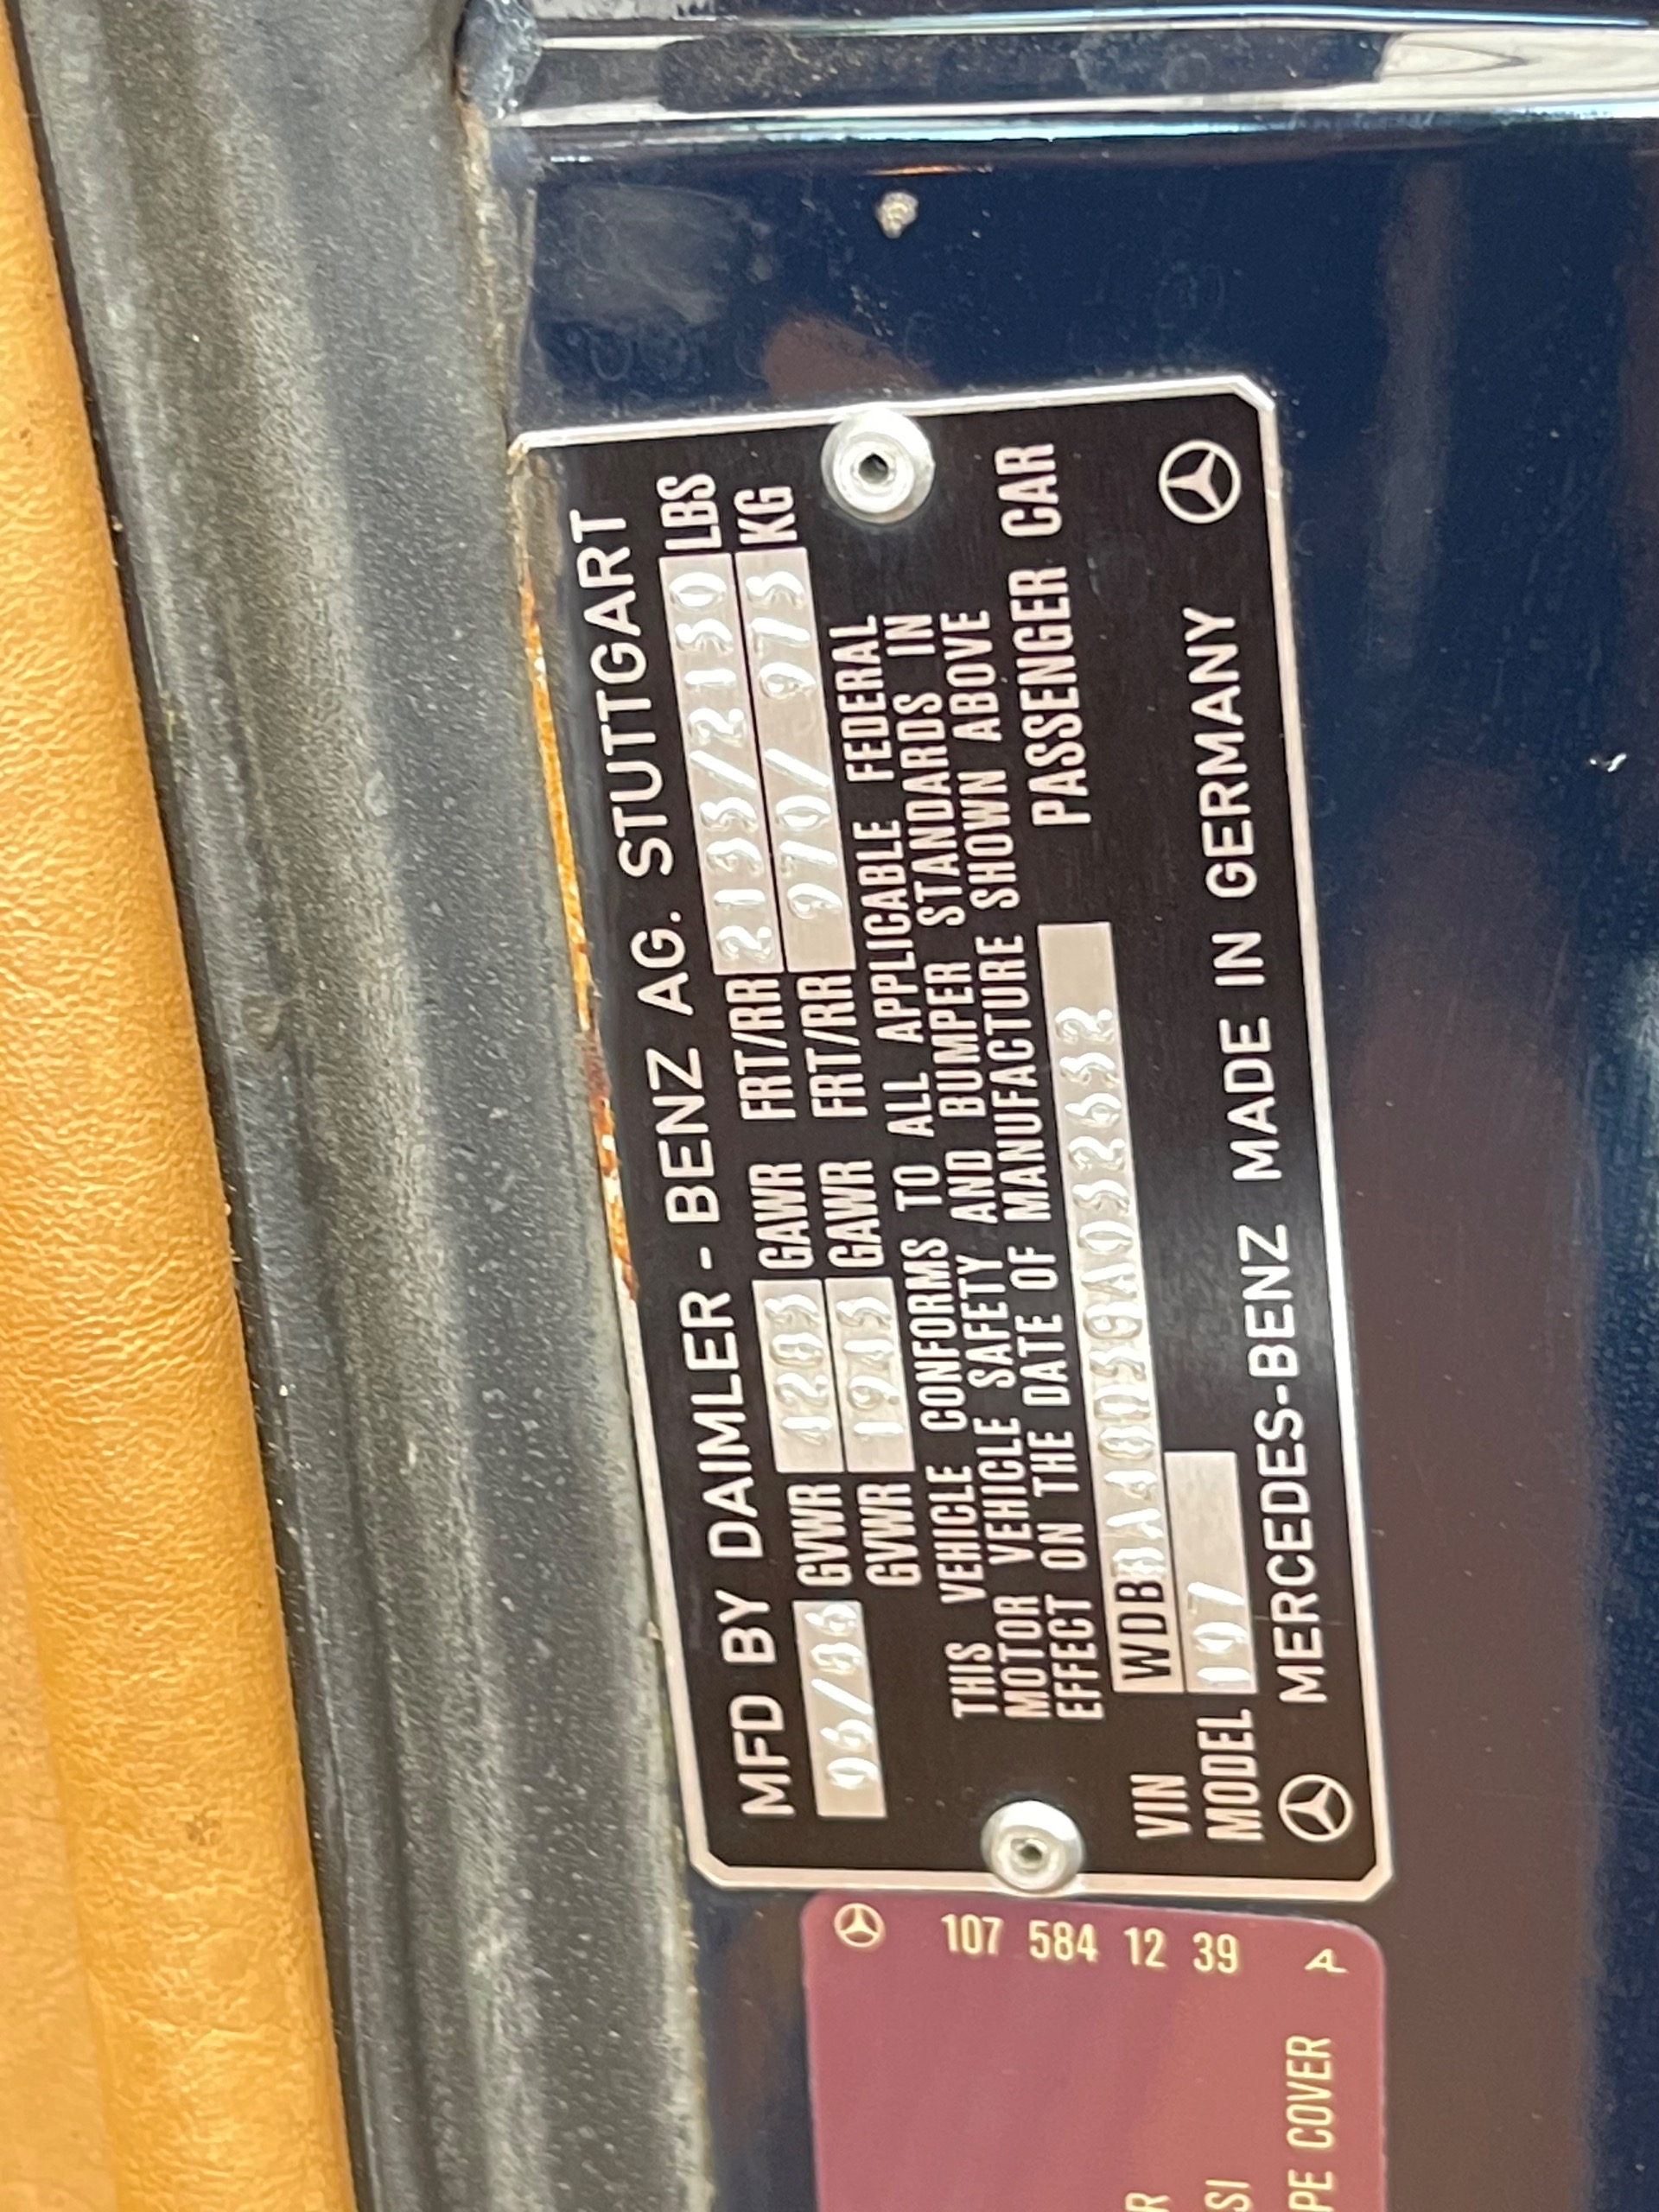 MFD BY DAIMLER - BENZ AG. STUTTGART
06/86 GVWR 4285 GAWR FRT/RR 2135/2150 LBS
GVWR 1945 GAWR FRT/RR 970/ 975 KG
THIS VEHICLE CONFORMS TO ALL APPLICABLE FEDERAL
MOTOR VEHICLE SAFETY AND BUMPER STANDARDS IN
EFFECT ON THE DATE OF MANUFACTURE SHOWN ABOVE
VIN WDBBA48D5GA052652 PASSENGER CAR
MODEL 107
MERCEDES-BENZ MADE IN GERMANY
107 584 12 39 A
R
SI
PE COVER